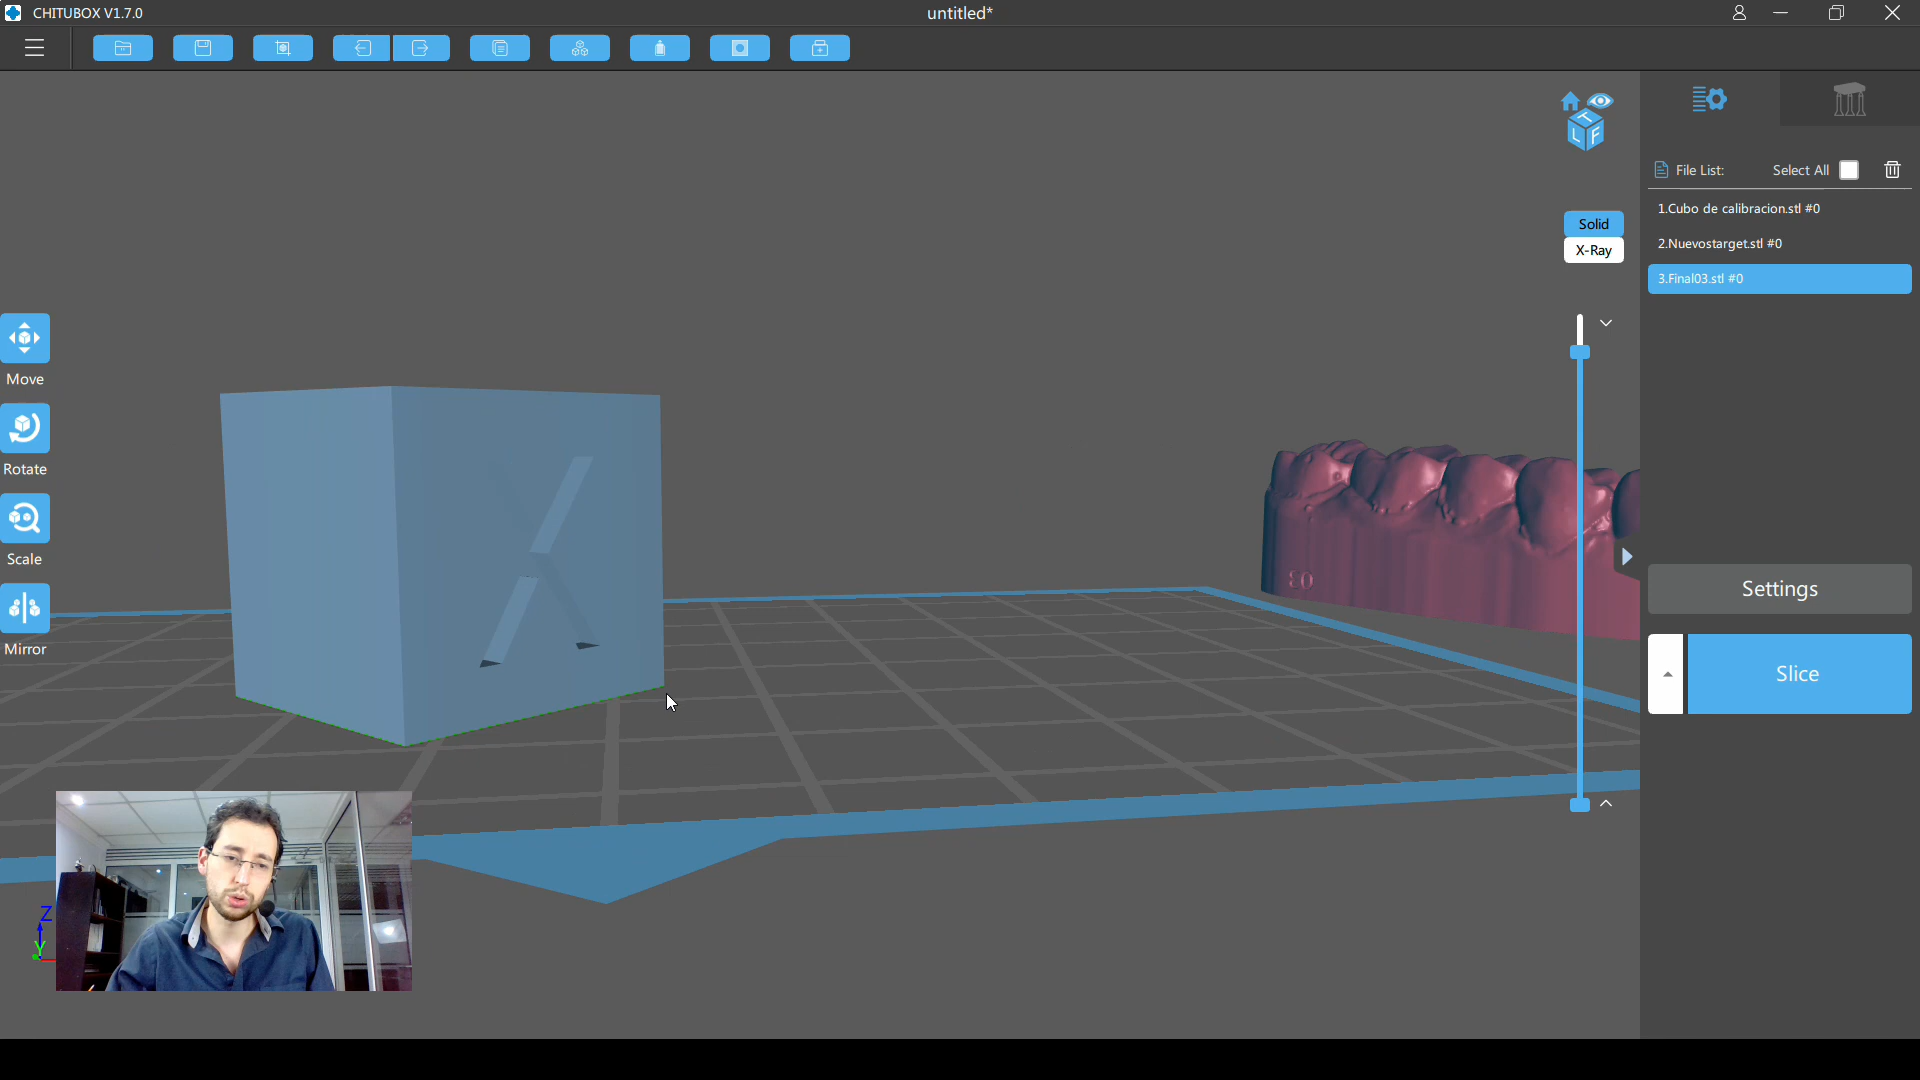 CHITUBOX V1.7.0
untitled*
T
L F
File List:
Select All
Solid
X-Ray
1.Cubo de calibracion.stl #0
2.Nuevostarget.stl #0
3.Final03.stl #0
Move
Rotate
Scale
Mirror
X
03
Settings
Slice
Z
Y